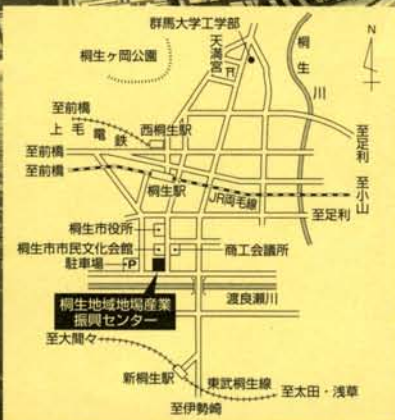 群馬大学工学部
N
桐生ヶ岡公園
天満宮
桐生川
至前橋
上毛電鉄
西桐生駅
至足利
至前橋
至前橋
桐生駅
JR両毛線
至小山
至足利
桐生市役所
桐生市市民文化会館
商工会議所
駐車場
P
桐生地域地場産業
振興センター
渡良瀬川
至大間々
新桐生駅
東武桐生線
至太田・浅草
至伊勢崎